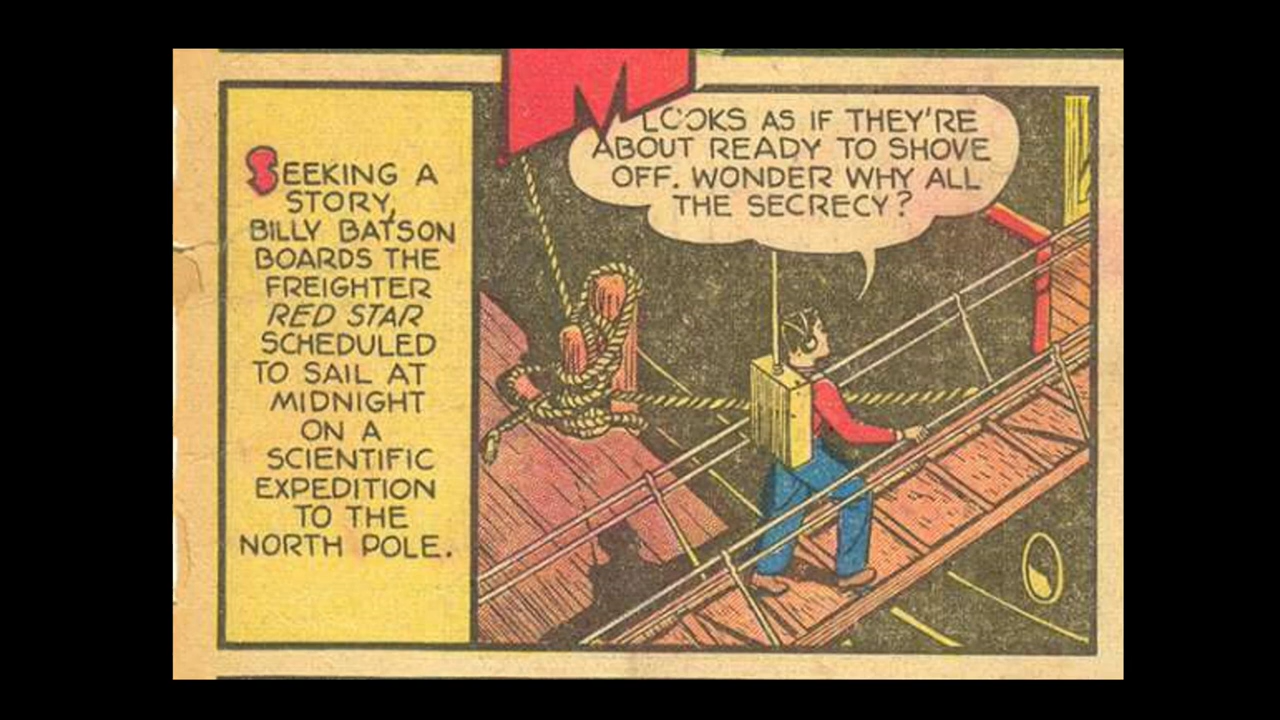 SEEKING A
STORY,
BILLY BATSON
BOARDS THE
FREIGHTER
RED STAR
SCHEDULED
TO SAIL AT
MIDNIGHT
ON A
SCIENTIFIC
EXPEDITION
TO THE
NORTH POLE.
M
LOOKS AS IF THEY'RE
ABOUT READY TO SHOVE
OFF. WONDER WHY ALL
THE SECRECY?